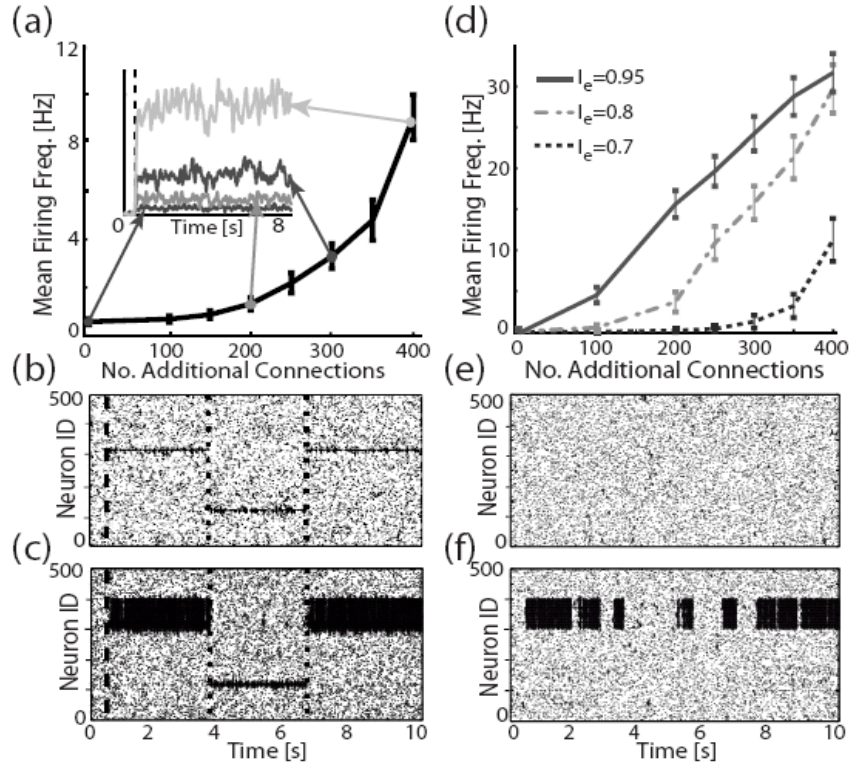 (a)
12
8
4
0
Mean Firing Freq. [Hz]
0
Time [s]
8
0
100
200
300
400
No. Additional Connections
(d)
30
20
10
0
Mean Firing Freq. [Hz]
I_e=0.95
I_e=0.8
I_e=0.7
0
100
200
300
400
No. Additional Connections
(b)
500
0
Neuron ID
(e)
500
0
Neuron ID
(c)
500
0
Neuron ID
0
2
4
6
8
10
Time [s]
(f)
500
0
Neuron ID
0
2
4
6
8
10
Time [s]